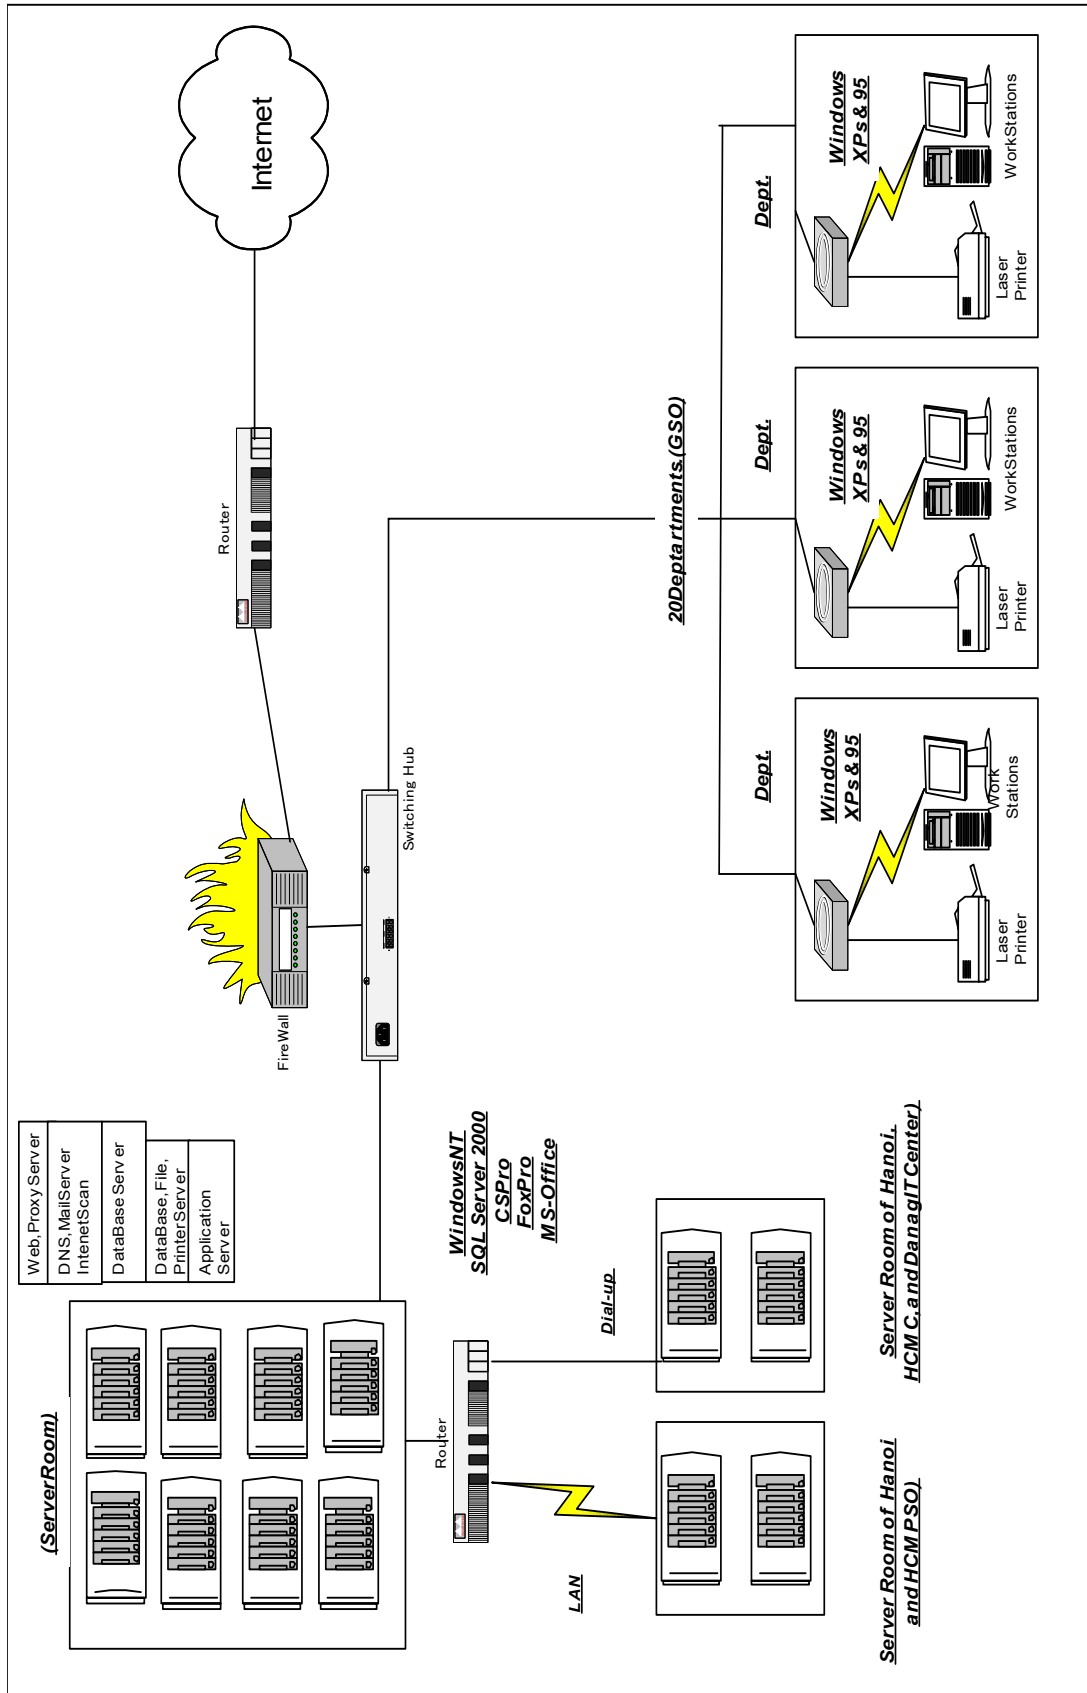 (ServerRoom)
Web,Proxy Server
DNS,MailServer
IntenetScan
DataBase Server
DataBase,File,
PrinterServer
Application
Server
FireWall
Router
Internet
Switching Hub
Router
WindowsNT
SQL Server 2000
CSPro
FoxPro
MS-Office
LAN
Dial-up
Server Room of Hanoi
and HCM PSO)
Server Room of Hanoi,
HCM C, and Danag IT Center)
20Deptartments.(GSO)
Dept.
Windows
XPs & 95
Laser
Printer
Work
Stations
Dept.
Windows
XPs & 95
Laser
Printer
WorkStations
Dept.
Windows
XPs & 95
Laser
Printer
WorkStations